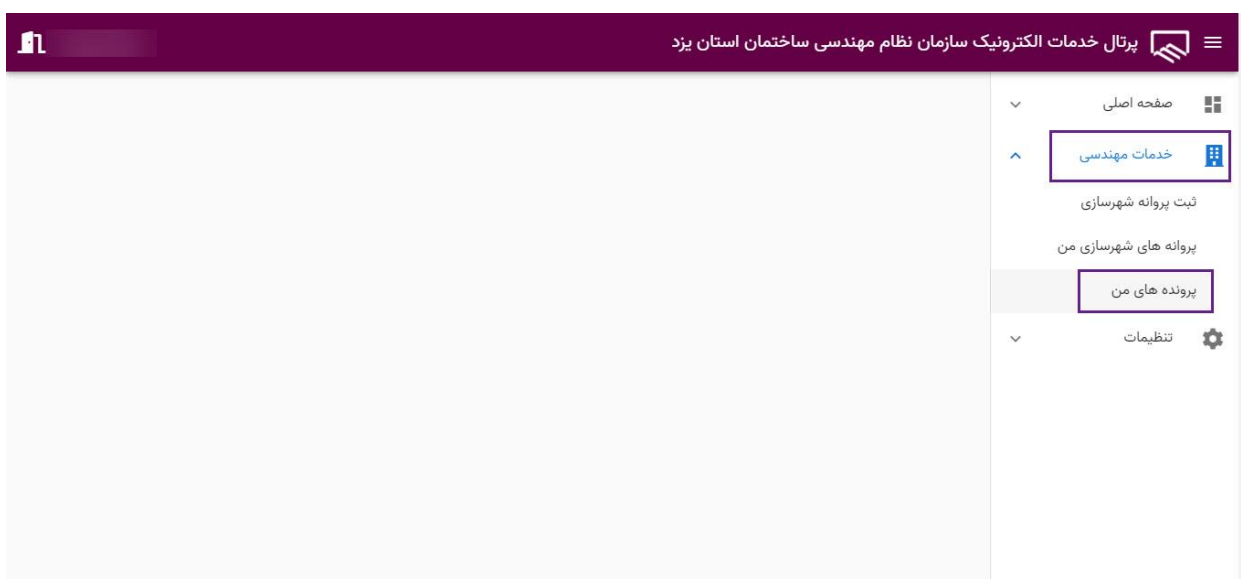 پرتال خدمات الکترونیک سازمان نظام مهندسی ساختمان استان یزد
صفحه اصلی
خدمات مهندسی
ثبت پروانه شهرسازی
پروانه های شهرسازی من
پرونده های من
تنظیمات